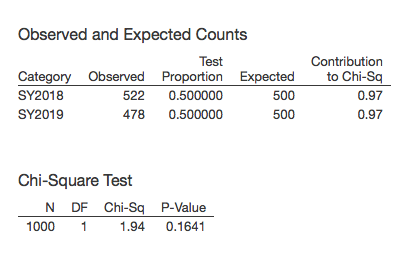 Observed and Expected Counts
Test Contribution
Category Observed Proportion Expected to Chi-Sq
SY2018 522 0.500000 500 0.97
SY2019 478 0.500000 500 0.97
Chi-Square Test
N DF Chi-Sq P-Value
1000 1 1.94 0.1641